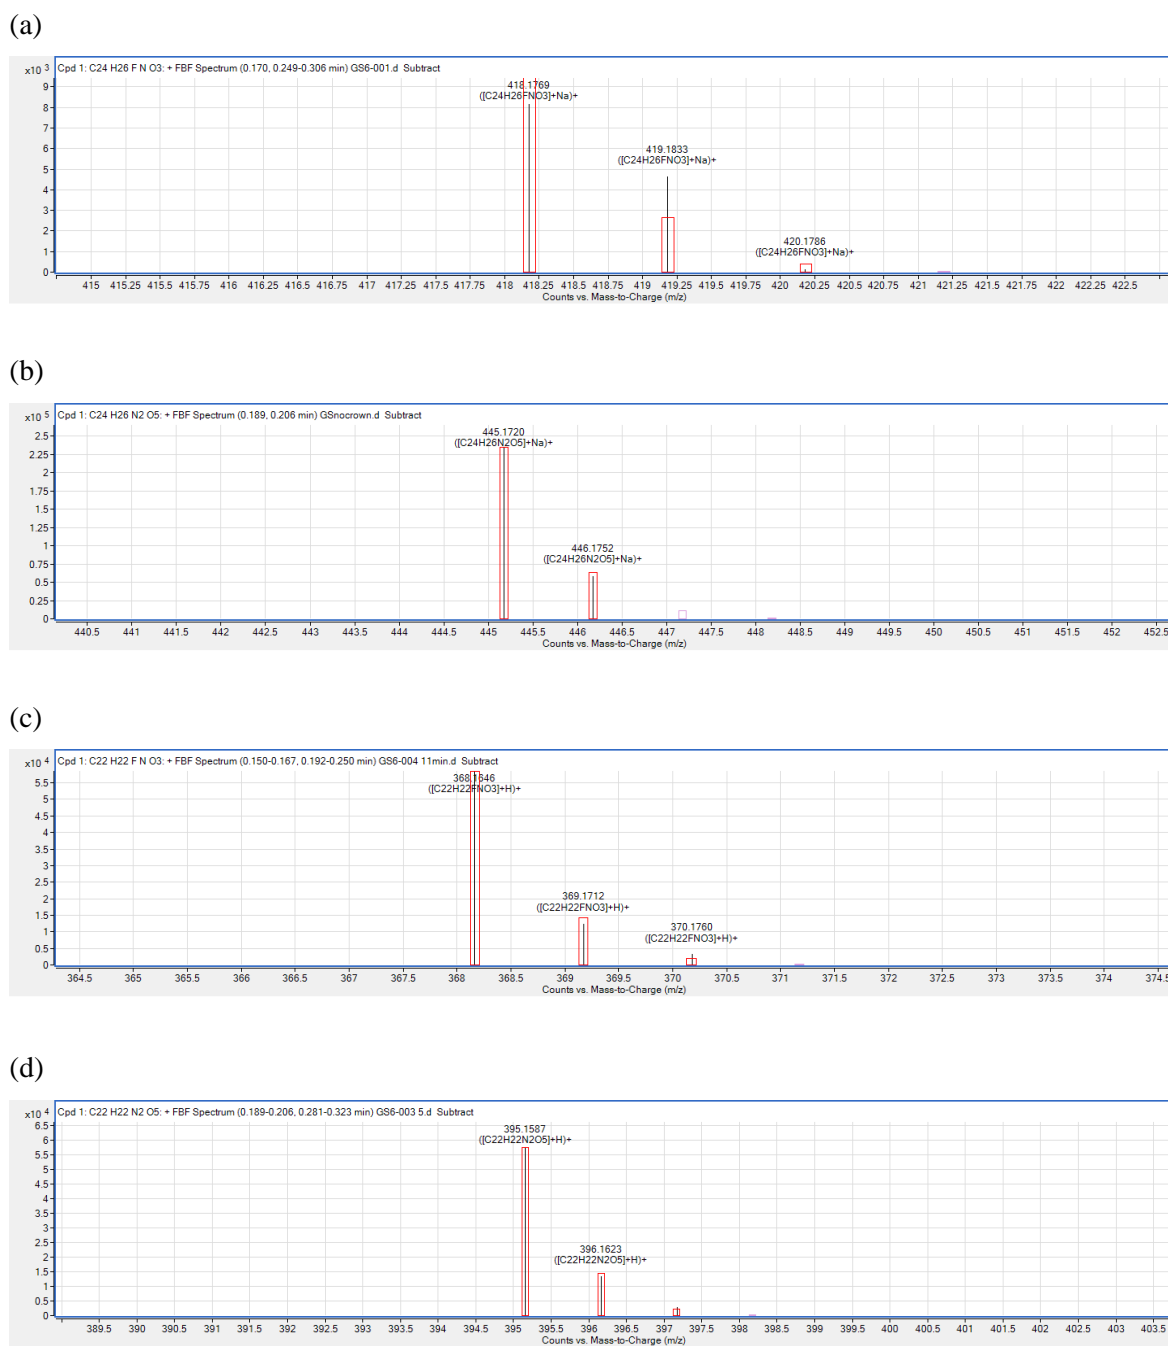 (a)
x10 3
Cpd 1: C24 H26 F N O3: + FBF Spectrum (0.170, 0.249-0.306 min) GS6-001.d Subtract
418.1769
([C24H26FNO3]+Na)+
419.1833
([C24H26FNO3]+Na)+
420.1786
([C24H26FNO3]+Na)+
9
8
7
6
5
4
3
2
1
0
415 415.25 415.5 415.75 416 416.25 416.5 416.75 417 417.25 417.5 417.75 418 418.25 418.5 418.75 419 419.25 419.5 419.75 420 420.25 420.5 420.75 421 421.25 421.5 421.75 422 422.25 422.5
Counts vs. Mass-to-Charge (m/z)
(b)
x10 5
Cpd 1: C24 H26 N2 O5: + FBF Spectrum (0.189, 0.206 min) GSnocrown.d Subtract
445.1720
([C24H26N2O5]+Na)+
446.1752
([C24H26N2O5]+Na)+
2.5
2.25
2
1.75
1.5
1.25
1
0.75
0.5
0.25
0
440.5 441 441.5 442 442.5 443 443.5 444 444.5 445 445.5 446 446.5 447 447.5 448 448.5 449 449.5 450 450.5 451 451.5 452 452.5
Counts vs. Mass-to-Charge (m/z)
(c)
x10 4
Cpd 1: C22 H22 F N O3: + FBF Spectrum (0.150-0.167, 0.192-0.250 min) GS6-004 11min.d Subtract
368.1646
([C22H22FNO3]+H)+
369.1712
([C22H22FNO3]+H)+
370.1760
([C22H22FNO3]+H)+
5.5
5
4.5
4
3.5
3
2.5
2
1.5
1
0.5
0
364.5 365 365.5 366 366.5 367 367.5 368 368.5 369 369.5 370 370.5 371 371.5 372 372.5 373 373.5 374 374.5
Counts vs. Mass-to-Charge (m/z)
(d)
x10 4
Cpd 1: C22 H22 N2 O5: + FBF Spectrum (0.189-0.206, 0.281-0.323 min) GS6-003 5.d Subtract
395.1587
([C22H22N2O5]+H)+
396.1623
([C22H22N2O5]+H)+
6.5
6
5.5
5
4.5
4
3.5
3
2.5
2
1.5
1
0.5
0
389.5 390 390.5 391 391.5 392 392.5 393 393.5 394 394.5 395 395.5 396 396.5 397 397.5 398 398.5 399 399.5 400 400.5 401 401.5 402 402.5 403 403.5
Counts vs. Mass-to-Charge (m/z)